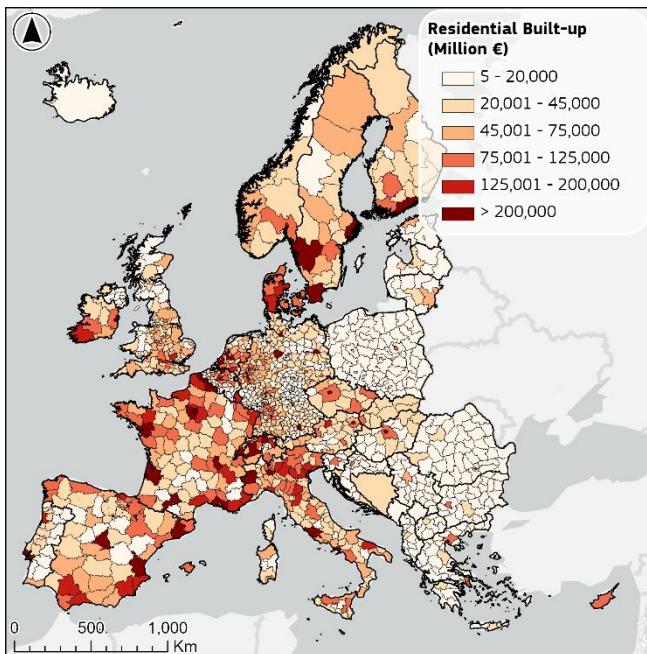 Residential Built-up
(Million €)
5 - 20,000
20,001 - 45,000
45,001 - 75,000
75,001 - 125,000
125,001 - 200,000
> 200,000
0 500 1,000
Km